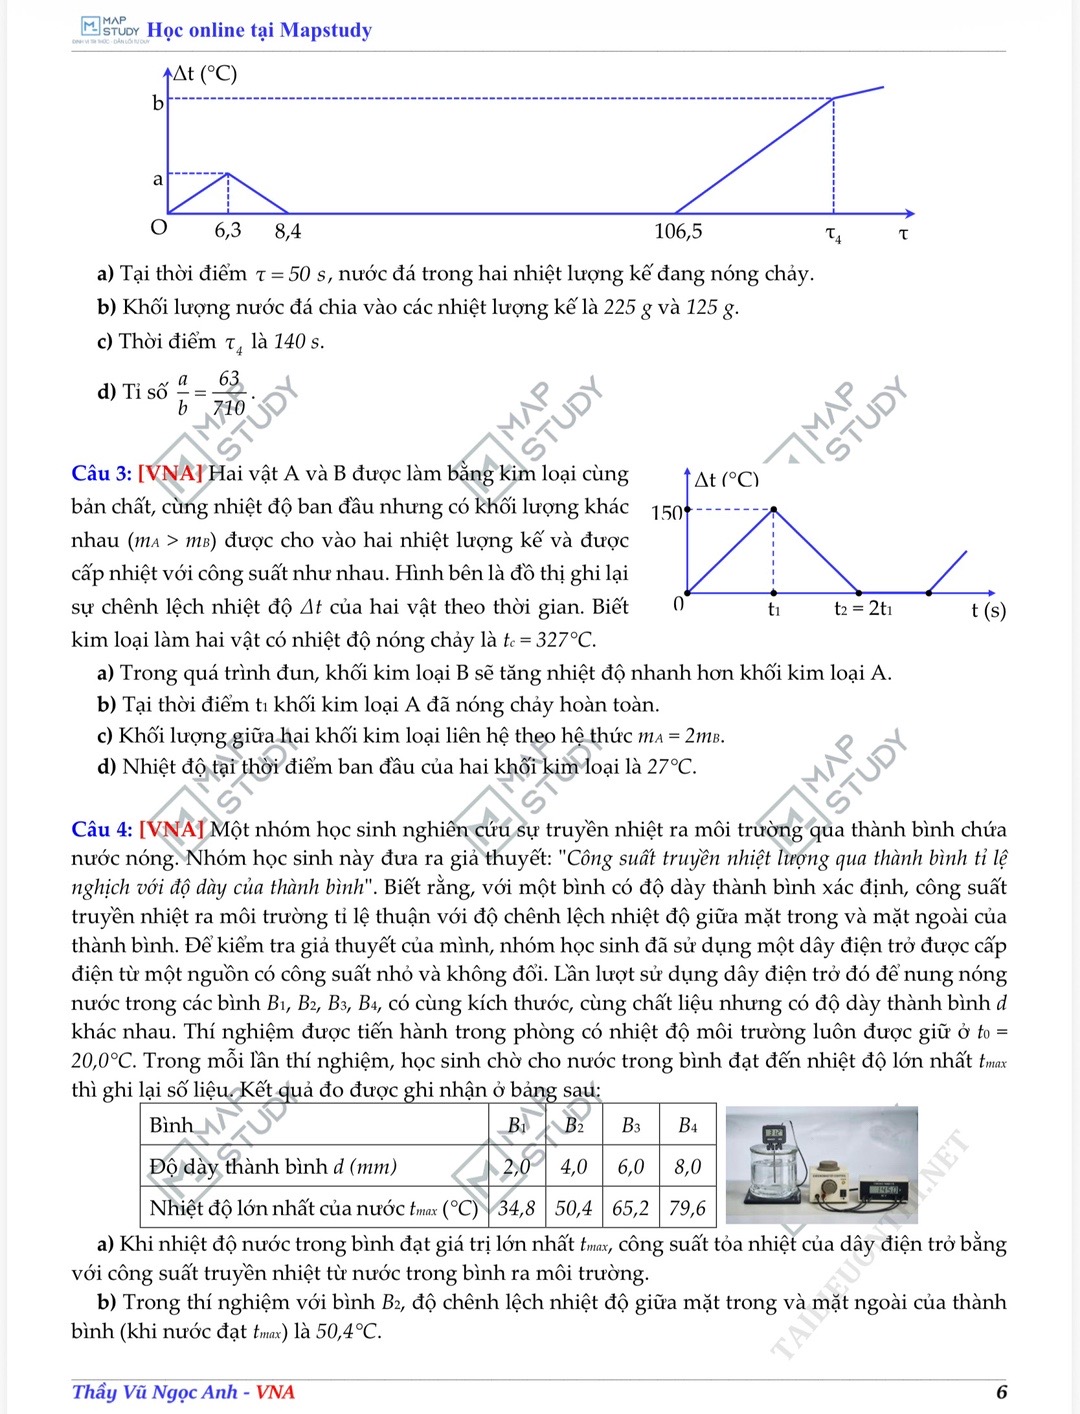 MAP
STUDY
Học online tại Mapstudy
Δt (°C)
b
a
O
6,3
8,4
106,5
τ₄
τ
a) Tại thời điểm τ = 50 s, nước đá trong hai nhiệt lượng kế đang nóng chảy.
b) Khối lượng nước đá chia vào các nhiệt lượng kế là 225 g và 125 g.
c) Thời điểm τ₄ là 140 s.
d) Tỉ số a/b = 63/710.
MAP
STUDY
MAP
STUDY
MAP
STUDY
Câu 3: [VNA] Hai vật A và B được làm bằng kim loại cùng
bản chất, cùng nhiệt độ ban đầu nhưng có khối lượng khác
nhau (mA > mB) được cho vào hai nhiệt lượng kế và được
cấp nhiệt với công suất như nhau. Hình bên là đồ thị ghi lại
sự chênh lệch nhiệt độ Δt của hai vật theo thời gian. Biết
kim loại làm hai vật có nhiệt độ nóng chảy là tc = 327°C.
Δt (°C)
150
0
t₁
t₂ = 2t₁
t (s)
a) Trong quá trình đun, khối kim loại B sẽ tăng nhiệt độ nhanh hơn khối kim loại A.
b) Tại thời điểm t₁ khối kim loại A đã nóng chảy hoàn toàn.
c) Khối lượng giữa hai khối kim loại liên hệ theo hệ thức mA = 2mB.
d) Nhiệt độ tại thời điểm ban đầu của hai khối kim loại là 27°C.
MAP
STUDY
MAP
STUDY
MAP
STUDY
Câu 4: [VNA] Một nhóm học sinh nghiên cứu sự truyền nhiệt ra môi trường qua thành bình chứa
nước nóng. Nhóm học sinh này đưa ra giả thuyết: "Công suất truyền nhiệt lượng qua thành bình tỉ lệ
nghịch với độ dày của thành bình". Biết rằng, với một bình có độ dày thành bình xác định, công suất
truyền nhiệt ra môi trường tỉ lệ thuận với độ chênh lệch nhiệt độ giữa mặt trong và mặt ngoài của
thành bình. Để kiểm tra giả thuyết của mình, nhóm học sinh đã sử dụng một dây điện trở được cấp
điện từ một nguồn có công suất nhỏ và không đổi. Lần lượt sử dụng dây điện trở đó để nung nóng
nước trong các bình B₁, B₂, B₃, B₄, có cùng kích thước, cùng chất liệu nhưng có độ dày thành bình d
khác nhau. Thí nghiệm được tiến hành trong phòng có nhiệt độ môi trường luôn được giữ ở t₀ =
20,0°C. Trong mỗi lần thí nghiệm, học sinh chờ cho nước trong bình đạt đến nhiệt độ lớn nhất tmax
thì ghi lại số liệu. Kết quả đo được ghi nhận ở bảng sau:
Bình B₁ B₂ B₃ B₄
Độ dày thành bình d (mm) 2,0 4,0 6,0 8,0
Nhiệt độ lớn nhất của nước tmax (°C) 34,8 50,4 65,2 79,6
MAP
STUDY
MAP
STUDY
TAILIEUONTHI.NET
a) Khi nhiệt độ nước trong bình đạt giá trị lớn nhất tmax, công suất tỏa nhiệt của dây điện trở bằng
với công suất truyền nhiệt từ nước trong bình ra môi trường.
b) Trong thí nghiệm với bình B₂, độ chênh lệch nhiệt độ giữa mặt trong và mặt ngoài của thành
bình (khi nước đạt tmax) là 50,4°C.
Thầy Vũ Ngọc Anh - VNA
6